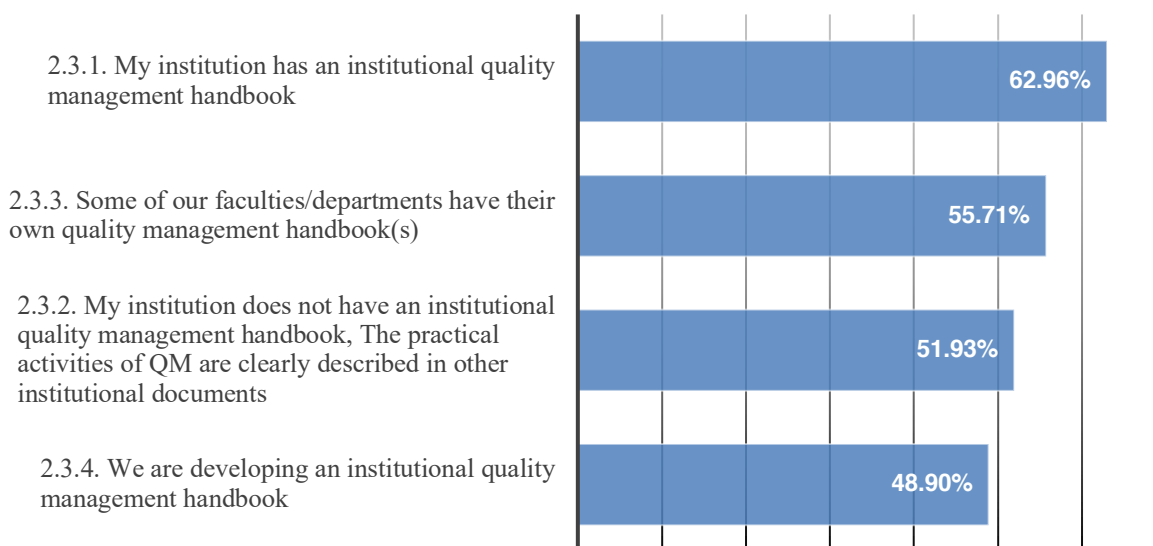 2.3.1. My institution has an institutional quality
management handbook
62.96%
2.3.3. Some of our faculties/departments have their
own quality management handbook(s)
55.71%
2.3.2. My institution does not have an institutional
quality management handbook, The practical
activities of QM are clearly described in other
institutional documents
51.93%
2.3.4. We are developing an institutional quality
management handbook
48.90%